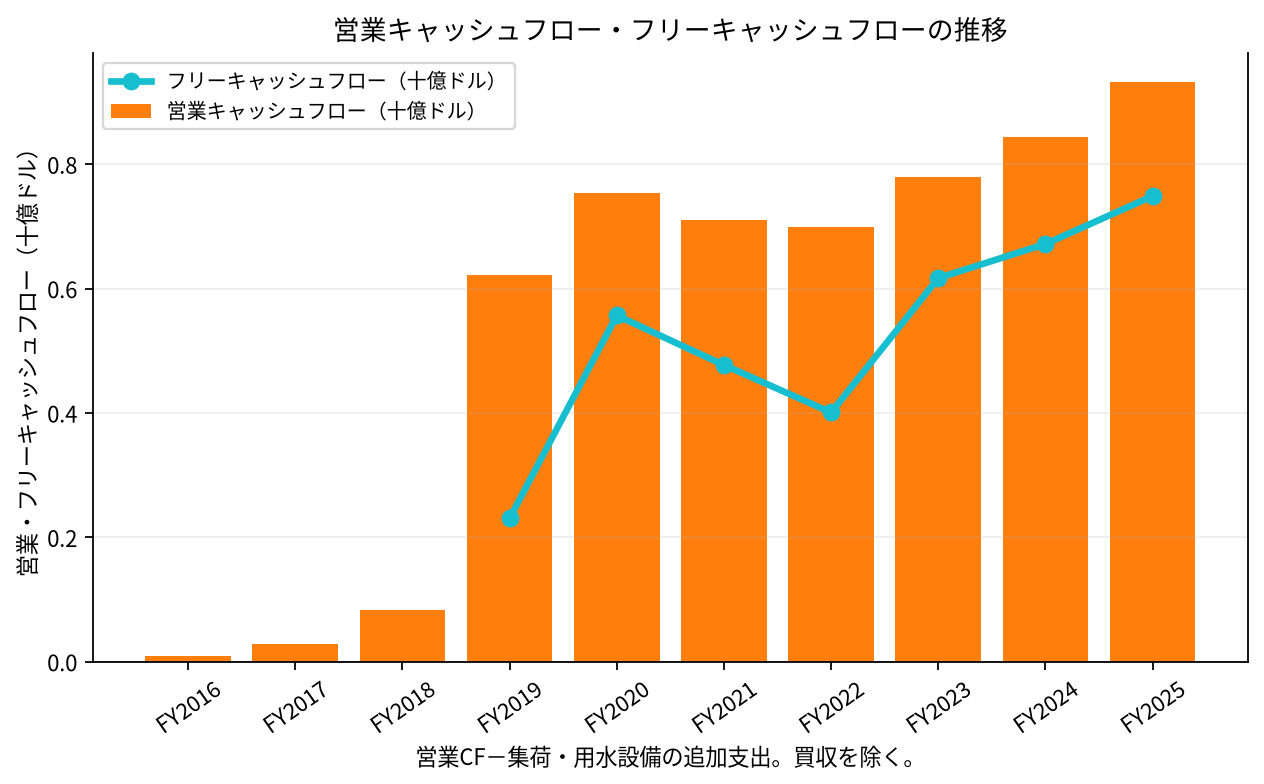 営業キャッシュフロー・フリーキャッシュフローの推移
フリーキャッシュフロー（十億ドル）
営業キャッシュフロー（十億ドル）
営業・フリーキャッシュフロー（十億ドル）
0.8
0.6
0.4
0.2
0.0
FY2016
FY2017
FY2018
FY2019
FY2020
FY2021
FY2022
FY2023
FY2024
FY2025
営業CF－集荷・用水設備の追加支出。買収を除く。